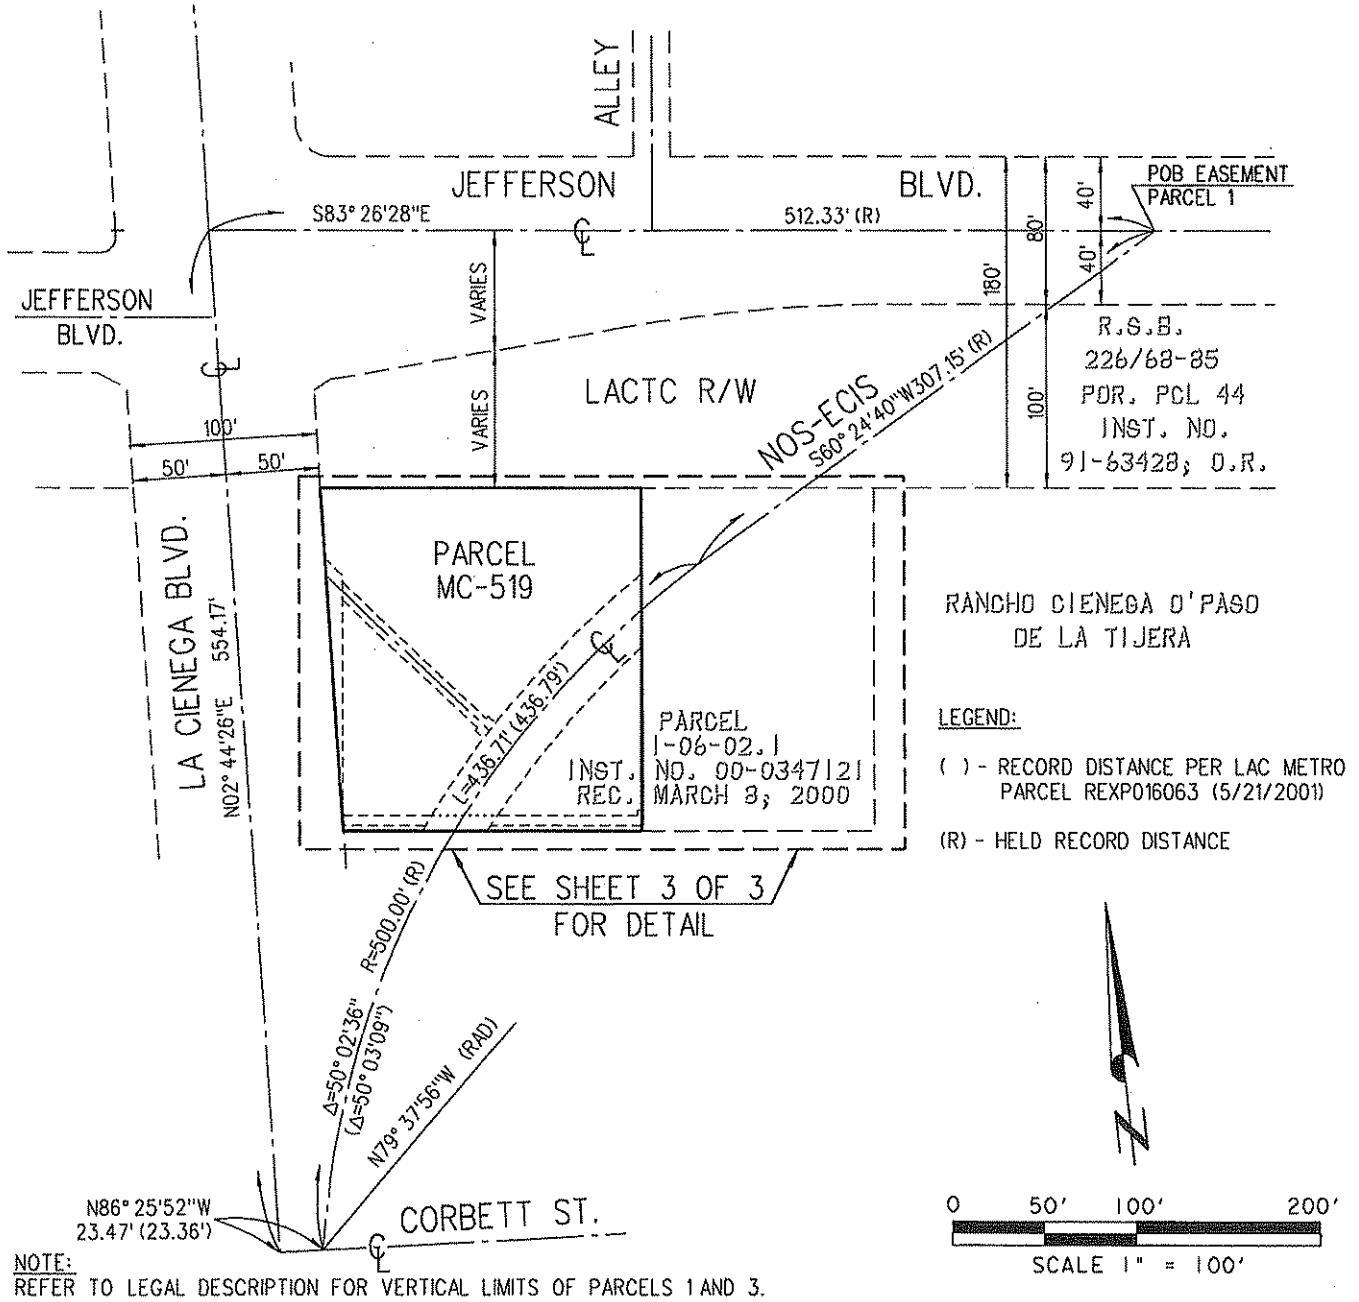 ALLEY
JEFFERSON BLVD.
POB EASEMENT
PARCEL 1
S83° 26'28"E
℄
512.33' (R)
40'
80'
40'
180'
VARIES
JEFFERSON
BLVD.
℄
R.S.B.
226/68-85
POR. PCL 44
INST. NO.
91-63428; O.R.
LACTC R/W
NOS-ECIS
S60° 24'40"W307.15' (R)
100'
VARIES
100'
50'
50'
PARCEL
MC-519
LA CIENEGA BLVD.
N02° 44'26"E 554.17'
RANCHO CIENEGA O'PASO
DE LA TIJERA
℄
L=436.71' (436.79')
PARCEL
1-06-02.1
INST. NO. 00-0347121
REC. MARCH 8; 2000
LEGEND:
( ) - RECORD DISTANCE PER LAC METRO
PARCEL REXP016063 (5/21/2001)
(R) - HELD RECORD DISTANCE
SEE SHEET 3 OF 3
FOR DETAIL
R=500.00' (R)
Δ=50° 02'36"
(Δ=50° 03'09")
N79° 37'56"W (RAD)
N
N86° 25'52"W
23.47' (23.36')
CORBETT ST.
℄
0 50' 100' 200'
SCALE 1" = 100'
NOTE:
REFER TO LEGAL DESCRIPTION FOR VERTICAL LIMITS OF PARCELS 1 AND 3.